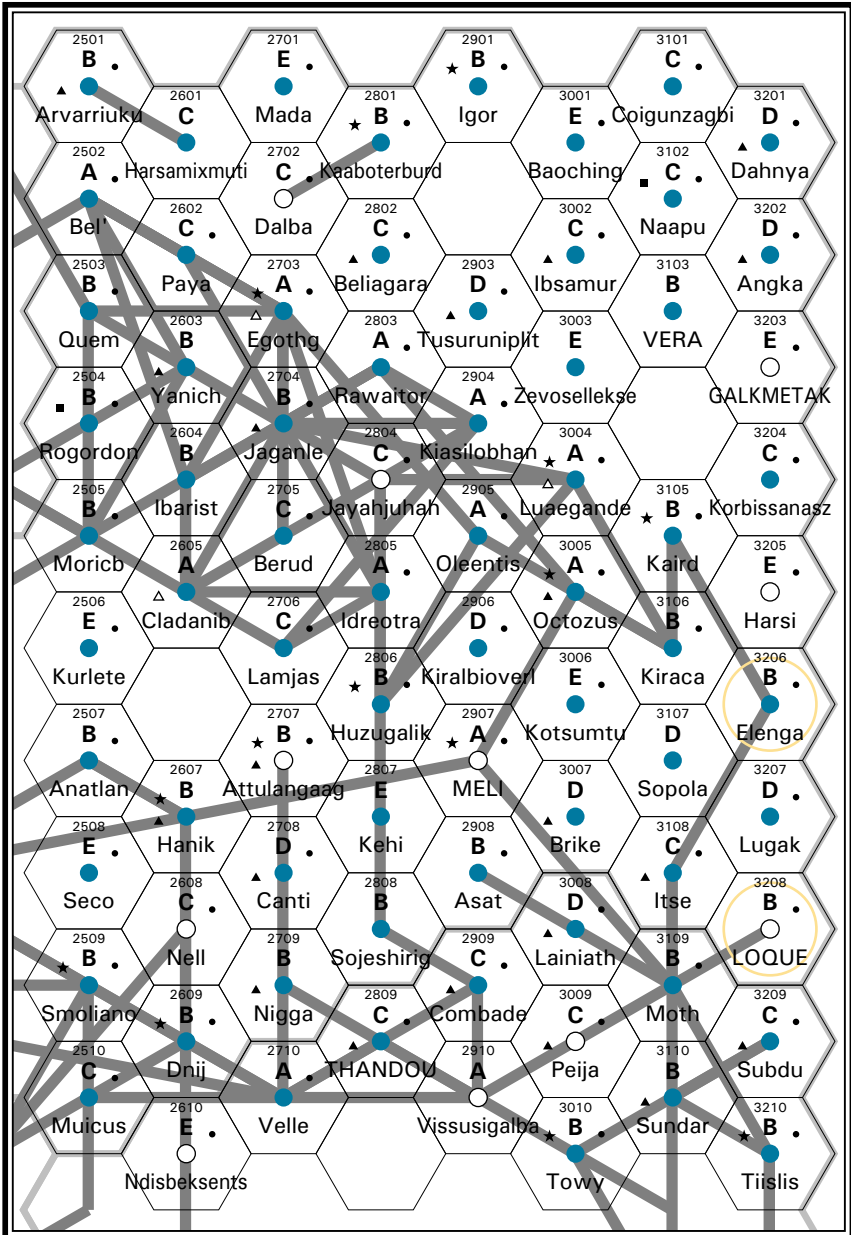 2501
B
Arvarriuku
2701
E
Mada
2901
B
Igor
3101
C
Coigunzagbi
2601
C
Harsamixmuti
2801
B
Kaaboterburd
3001
E
Baoching
3201
D
Dahnya
2502
A
Bel'
2702
C
Dalba
3102
C
Naapu
2602
C
Paya
2802
C
Beliagara
3002
C
Ibsamur
3202
D
Angka
2503
B
Quem
2703
A
Egothg
2903
D
Tusuruniplit
3103
B
VERA
2603
B
Yanich
2803
A
Rawaitor
3003
E
Zevosellekse
3203
E
GALKMETAK
2504
B
Rogordon
2704
B
Jaganle
2904
A
Kiasilobhan
2604
B
Ibarist
2804
C
Jayahjuhah
3004
A
Luaegande
3204
C
Korbissanasz
2505
B
Moricb
2705
C
Berud
2905
A
Oleentis
3105
B
Kaird
2605
A
Cladanib
2805
A
Idreotra
3005
A
Octozus
3205
E
Harsi
2506
E
Kurlete
2706
C
Lamjas
2906
D
Kiralbioverl
3106
B
Kiraca
2806
B
Huzugalik
3006
E
Kotsumtu
3206
B
Elenga
2507
B
Anatlan
2707
B
Attulangaag
2907
A
MELI
3107
D
Sopola
2607
B
Hanik
2807
E
Kehi
3007
D
Brike
3207
D
Lugak
2508
E
Seco
2708
D
Canti
2908
B
Asat
3108
C
Itse
2608
C
Nell
2808
B
Sojeshirig
3008
D
Lainiath
3208
B
LOQUE
2509
B
Smoliano
2709
B
Nigga
2909
C
Combade
3109
B
Moth
2609
B
Dnij
2809
C
THANDOU
3009
C
Peija
3209
C
Subdu
2510
C
Muicus
2710
A
Velle
2910
A
Vissusigalba
3110
B
Sundar
2610
E
Ndisbeksents
3010
B
Towy
3210
B
Tiislis